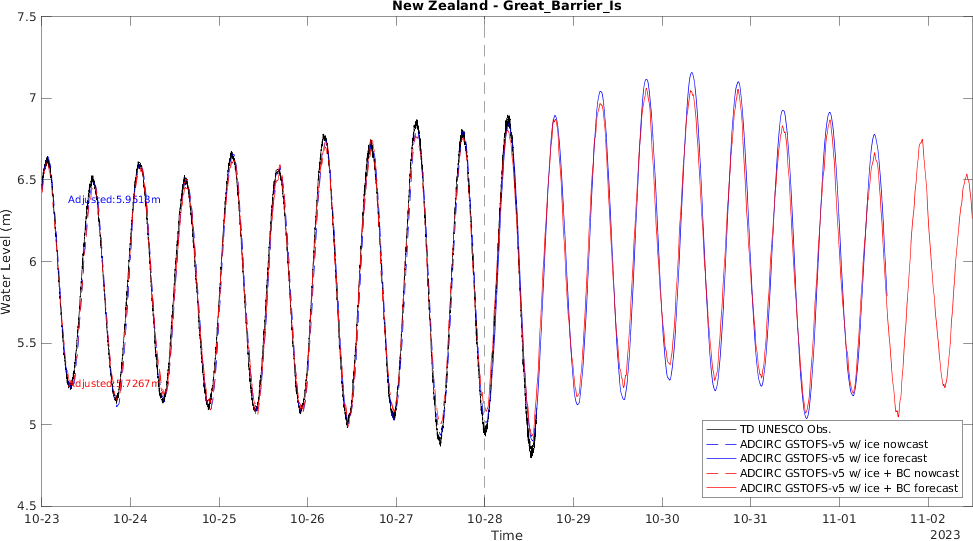 New Zealand - Great_Barrier_Is
7.5
7
6.5
6
5.5
5
4.5
Water Level (m)
Adjusted:5.9513m
Adjusted:5.7267m
TD UNESCO Obs.
ADCIRC GSTOFS-v5 w/ ice nowcast
ADCIRC GSTOFS-v5 w/ ice forecast
ADCIRC GSTOFS-v5 w/ ice + BC nowcast
ADCIRC GSTOFS-v5 w/ ice + BC forecast
10-23 10-24 10-25 10-26 10-27 10-28 10-29 10-30 10-31 11-01 11-02
Time
2023